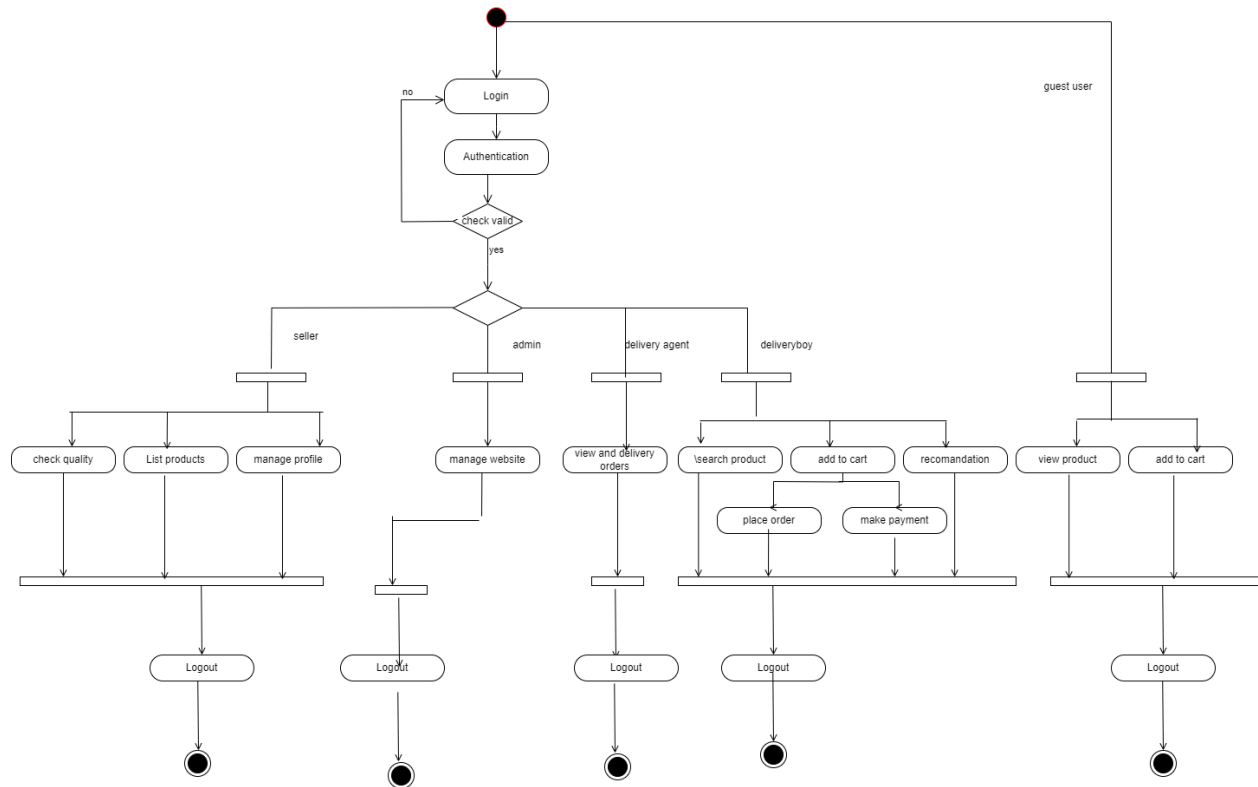 guest user
no
Login
Authentication
check valid
yes
seller
admin
delivery agent
deliveryboy
check quality
List products
manage profile
manage website
view and delivery
orders
\search product
add to cart
recomandation
view product
add to cart
place order
make payment
Logout
Logout
Logout
Logout
Logout